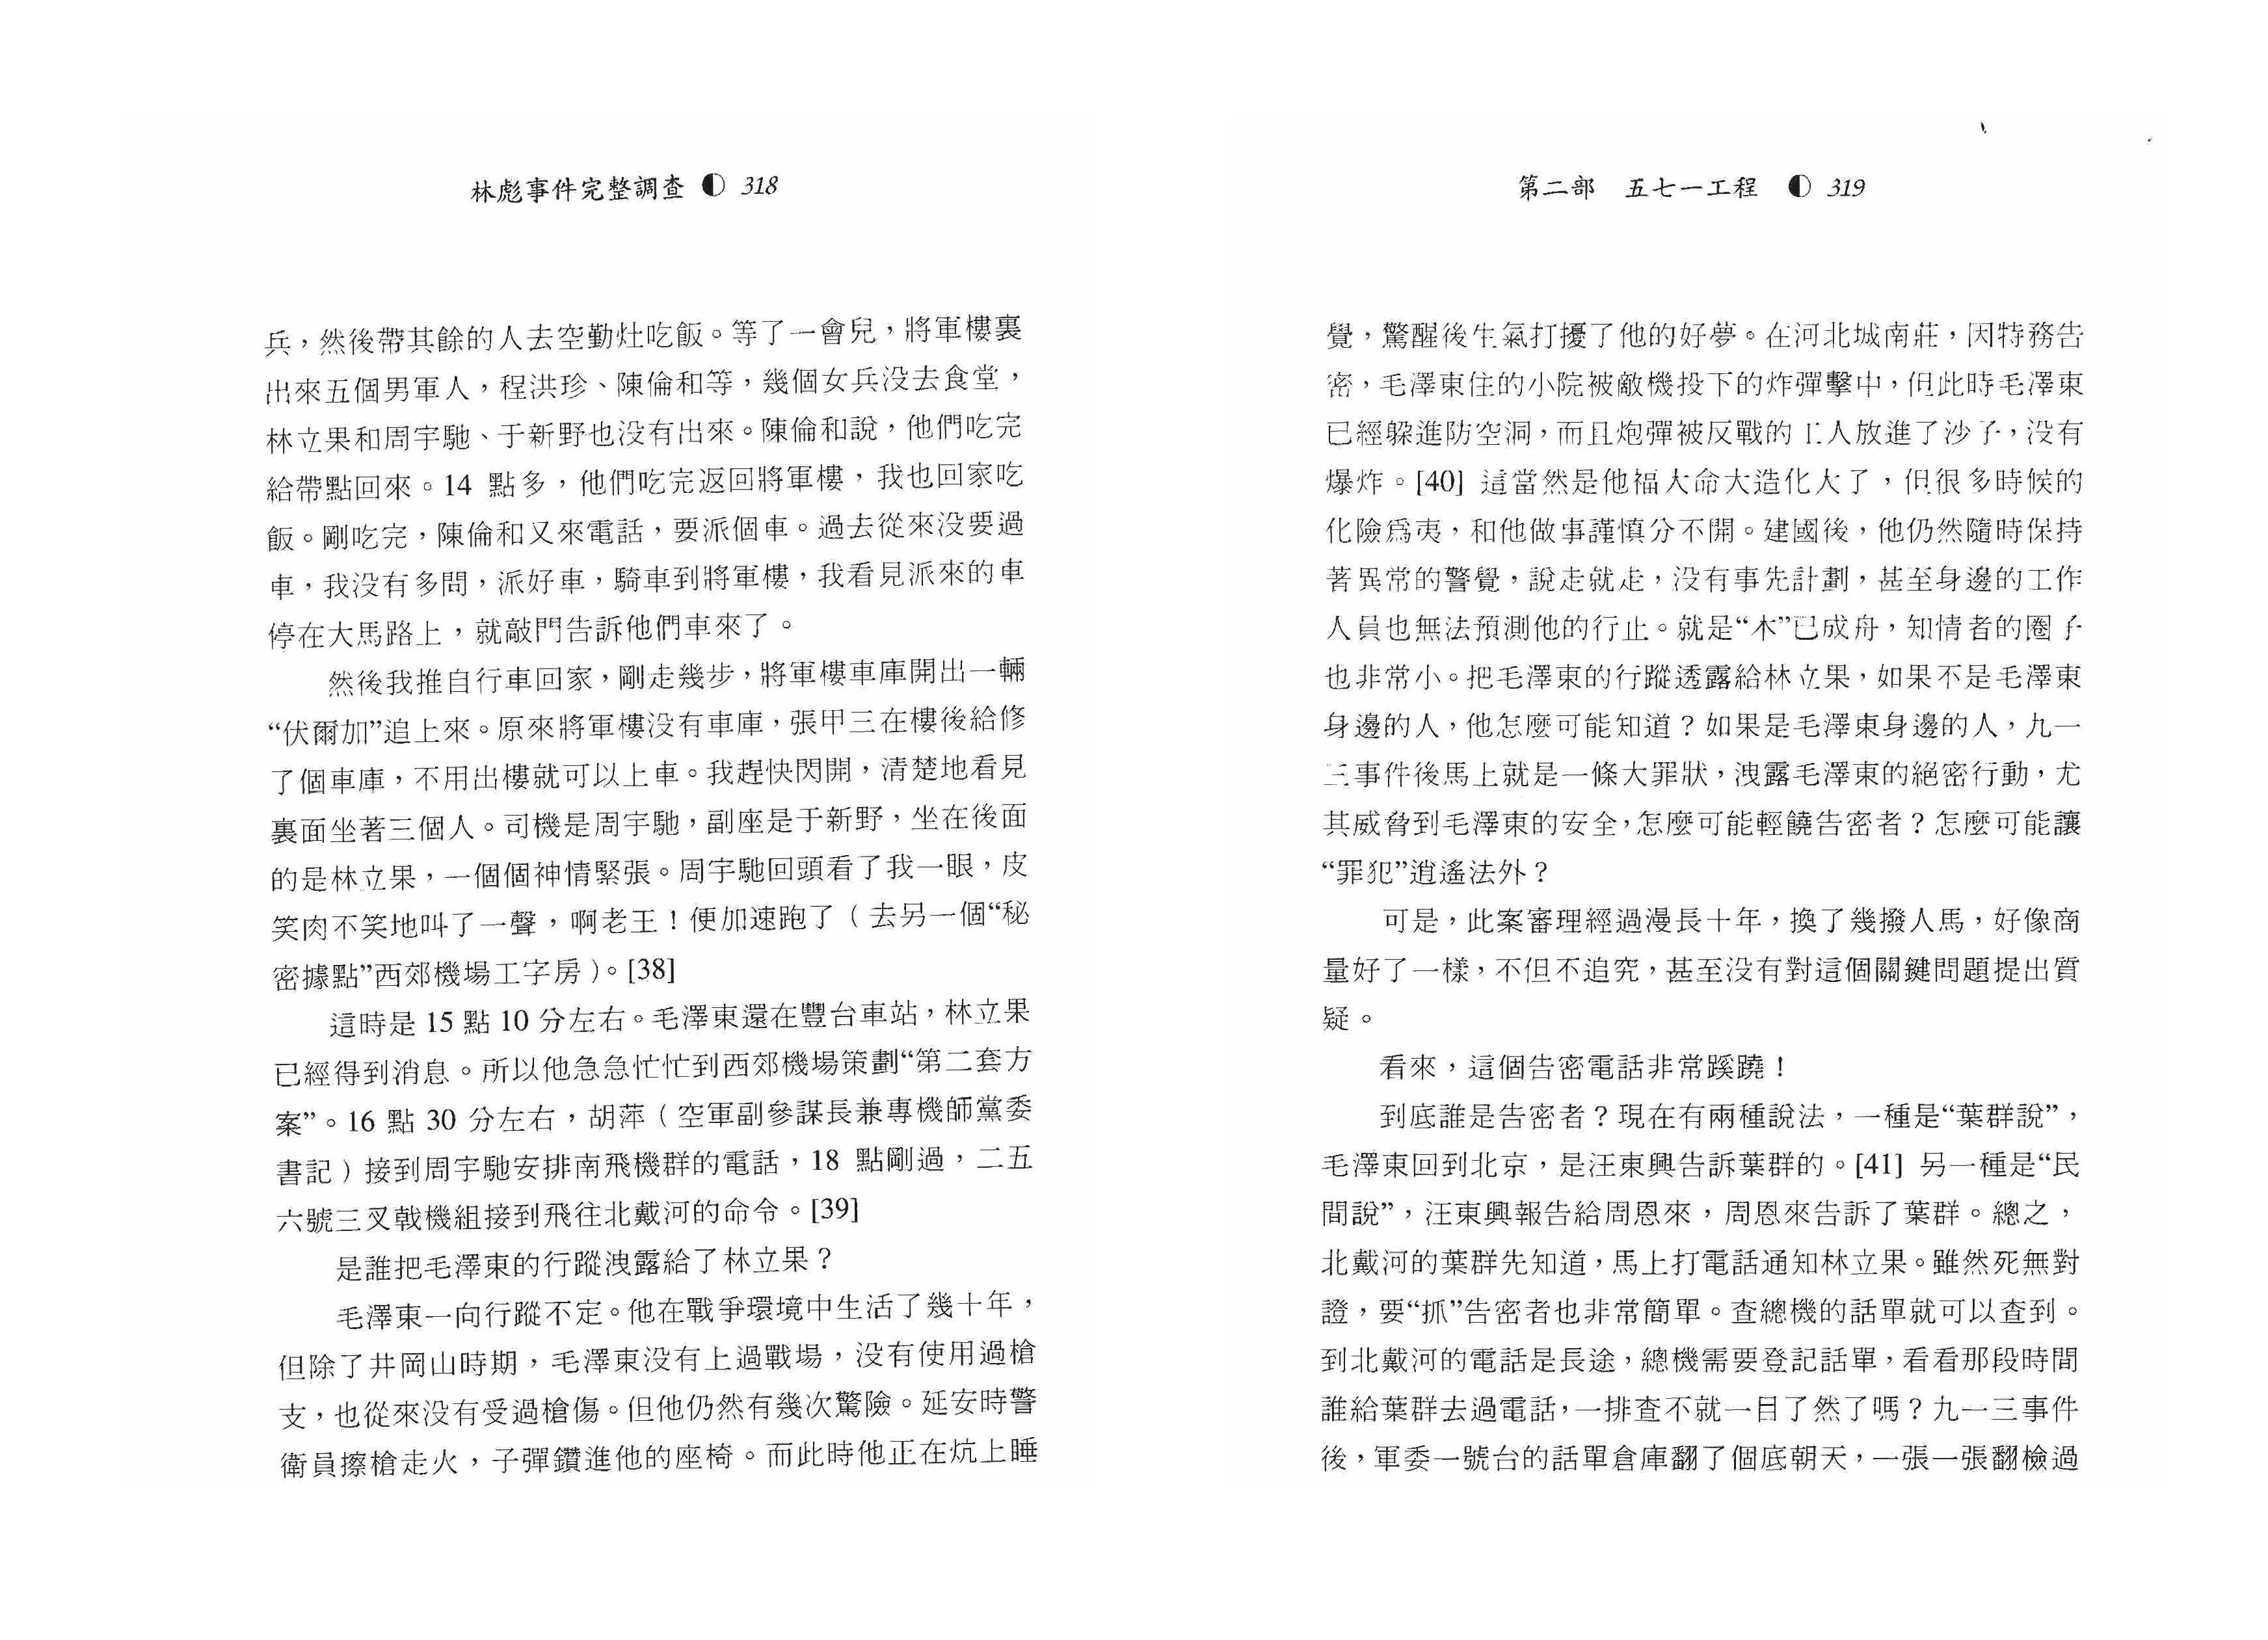 林彪事件完整調查 ◐ 318
兵，然後帶其餘的人去空勤灶吃飯。等了一會兒，將軍樓裏
出來五個男軍人，程洪珍、陳倫和等，幾個女兵没去食堂，
林立果和周宇馳、于新野也没有出來。陳倫和說，他們吃完
給帶點回來。14 點多，他們吃完返回將軍樓，我也回家吃
飯。剛吃完，陳倫和又來電話，要派個車。過去從來没要過
車，我没有多問，派好車，騎車到將軍樓，我看見派來的車
停在大馬路上，就敲門告訴他們車來了。
然後我推自行車回家，剛走幾步，將軍樓車庫開出一輛
“伏爾加”追上來。原來將軍樓没有車庫，張甲三在樓後給修
了個車庫，不用出樓就可以上車。我趕快閃開，清楚地看見
裏面坐著三個人。司機是周宇馳，副座是于新野，坐在後面
的是林立果，一個個神情緊張。周宇馳回頭看了我一眼，皮
笑肉不笑地叫了一聲，啊老王！便加速跑了（去另一個“秘
密據點”西郊機場工字房）。[38]
這時是 15 點 10 分左右。毛澤東還在豐台車站，林立果
已經得到消息。所以他急急忙忙到西郊機場策劃“第二套方
案”。16 點 30 分左右，胡萍（空軍副參謀長兼專機師黨委
書記）接到周宇馳安排南飛機群的電話，18 點剛過，二五
六號三叉戟機組接到飛往北戴河的命令。[39]
是誰把毛澤東的行蹤洩露給了林立果？
毛澤東一向行蹤不定。他在戰爭環境中生活了幾十年，
但除了井岡山時期，毛澤東没有上過戰場，没有使用過槍
支，也從來没有受過槍傷。但他仍然有幾次驚險。延安時警
衛員擦槍走火，子彈鑽進他的座椅。而此時他正在炕上睡
第二部 五七一工程 ◐ 319
覺，驚醒後生氣打擾了他的好夢。在河北城南莊，因特務告
密，毛澤東住的小院被敵機投下的炸彈擊中，但此時毛澤東
已經躲進防空洞，而且炮彈被反戰的工人放進了沙子，没有
爆炸。[40] 這當然是他福大命大造化大了，但很多時候的
化險爲夷，和他做事謹慎分不開。建國後，他仍然隨時保持
著異常的警覺，說走就走，没有事先計劃，甚至身邊的工作
人員也無法預測他的行止。就是“木”已成舟，知情者的圈子
也非常小。把毛澤東的行蹤透露給林立果，如果不是毛澤東
身邊的人，他怎麼可能知道？如果是毛澤東身邊的人，九一
三事件後馬上就是一條大罪狀，洩露毛澤東的絕密行動，尤
其威脅到毛澤東的安全，怎麼可能輕饒告密者？怎麼可能讓
“罪犯”逍遙法外？
可是，此案審理經過漫長十年，換了幾撥人馬，好像商
量好了一樣，不但不追究，甚至没有對這個關鍵問題提出質
疑。
看來，這個告密電話非常蹊蹺！
到底誰是告密者？現在有兩種說法，一種是“葉群說”，
毛澤東回到北京，是汪東興告訴葉群的。[41] 另一種是“民
間說”，汪東興報告給周恩來，周恩來告訴了葉群。總之，
北戴河的葉群先知道，馬上打電話通知林立果。雖然死無對
證，要“抓”告密者也非常簡單。查總機的話單就可以查到。
到北戴河的電話是長途，總機需要登記話單，看看那段時間
誰給葉群去過電話，一排查不就一目了然了嗎？九一三事件
後，軍委一號台的話單倉庫翻了個底朝天，一張一張翻檢過